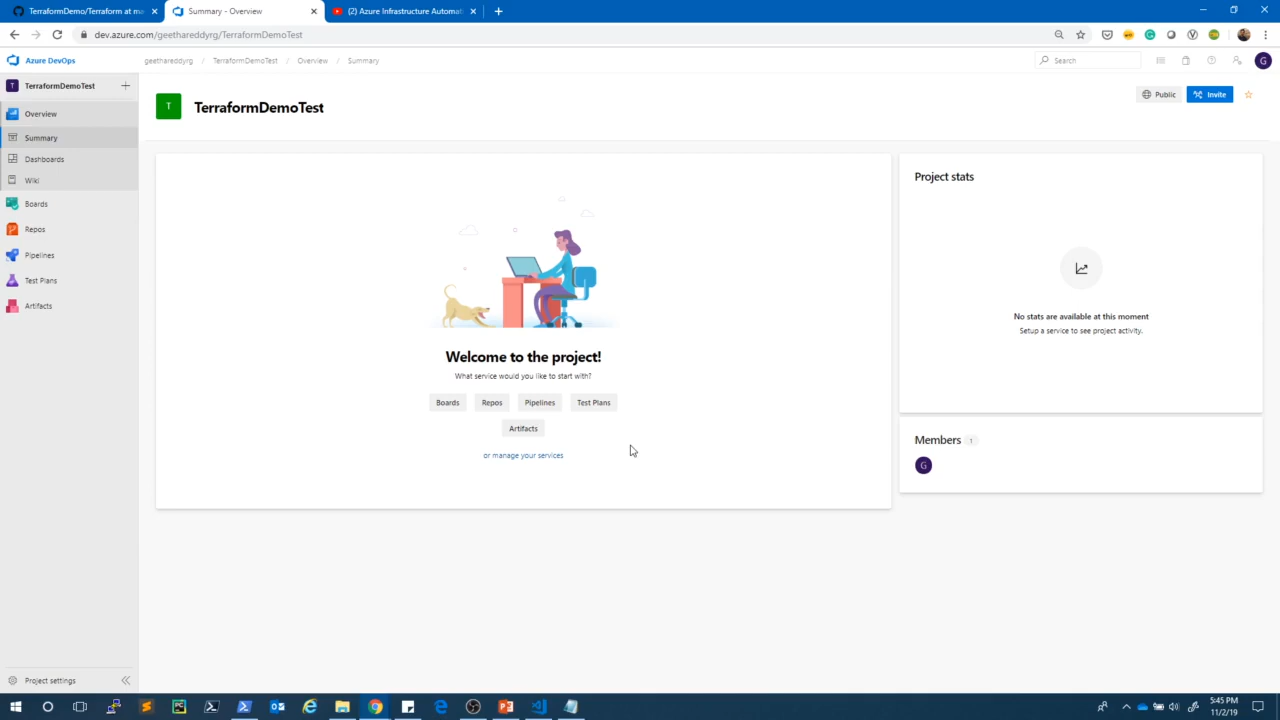 TerraformDemo/Terraform at ma
Summary - Overview
(2) Azure Infrastructure Automat
dev.azure.com/geethareddyrg/TerraformDemoTest
Azure DevOps
geethareddyrg / TerraformDemoTest / Overview / Summary
Search
G
T TerraformDemoTest
Overview
Summary
Dashboards
Wiki
Boards
Repos
Pipelines
Test Plans
Artifacts
Project settings
T TerraformDemoTest
Public
Invite
Welcome to the project!
What service would you like to start with?
Boards Repos Pipelines Test Plans
Artifacts
or manage your services
Project stats
No stats are available at this moment
Setup a service to see project activity.
Members 1
G
5:45 PM
11/2/19